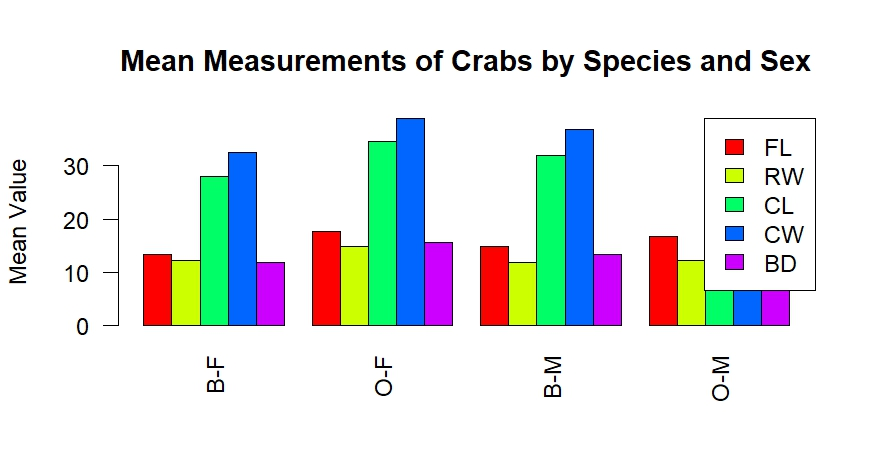 Mean Measurements of Crabs by Species and Sex
Mean Value
30
20
10
0
B-F
O-F
B-M
O-M
FL
RW
CL
CW
BD